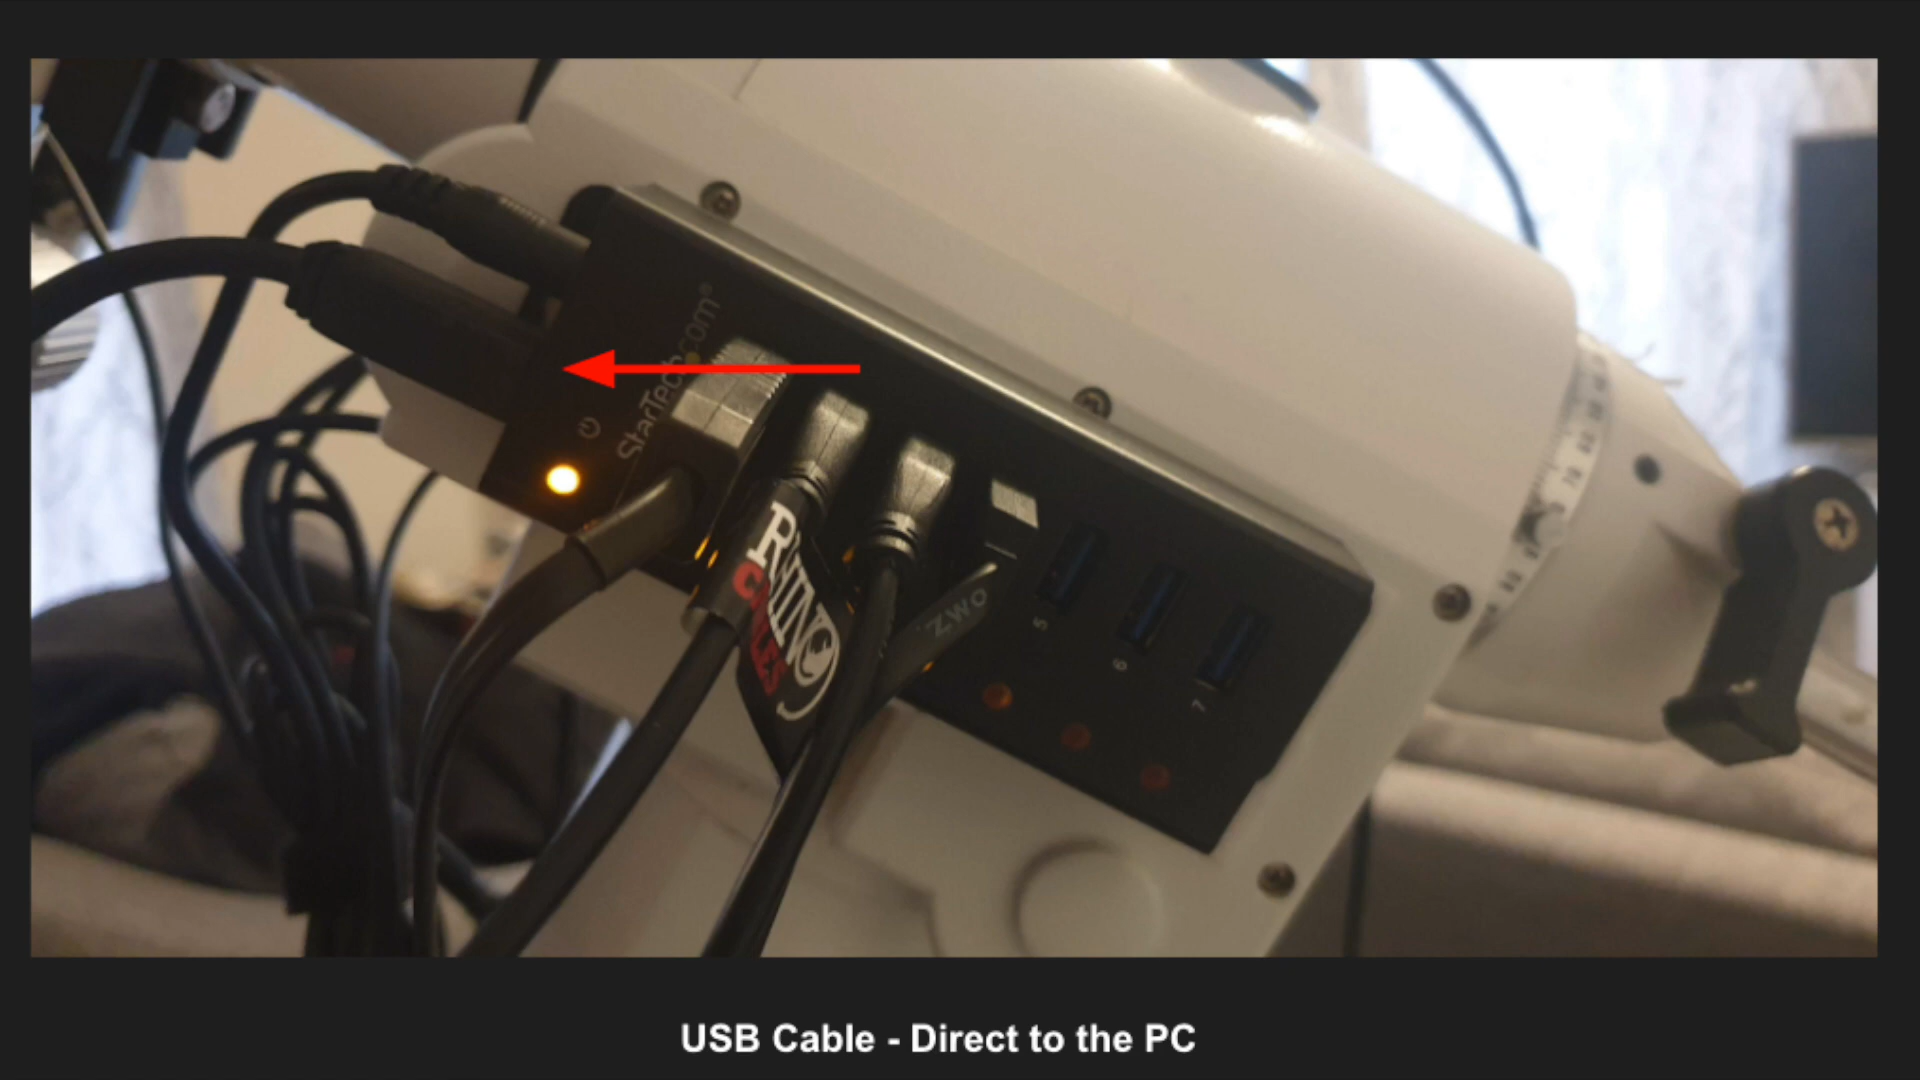 StarTech.com®
RHINO
CABLES
ZWO
5
6
7
USB Cable - Direct to the PC